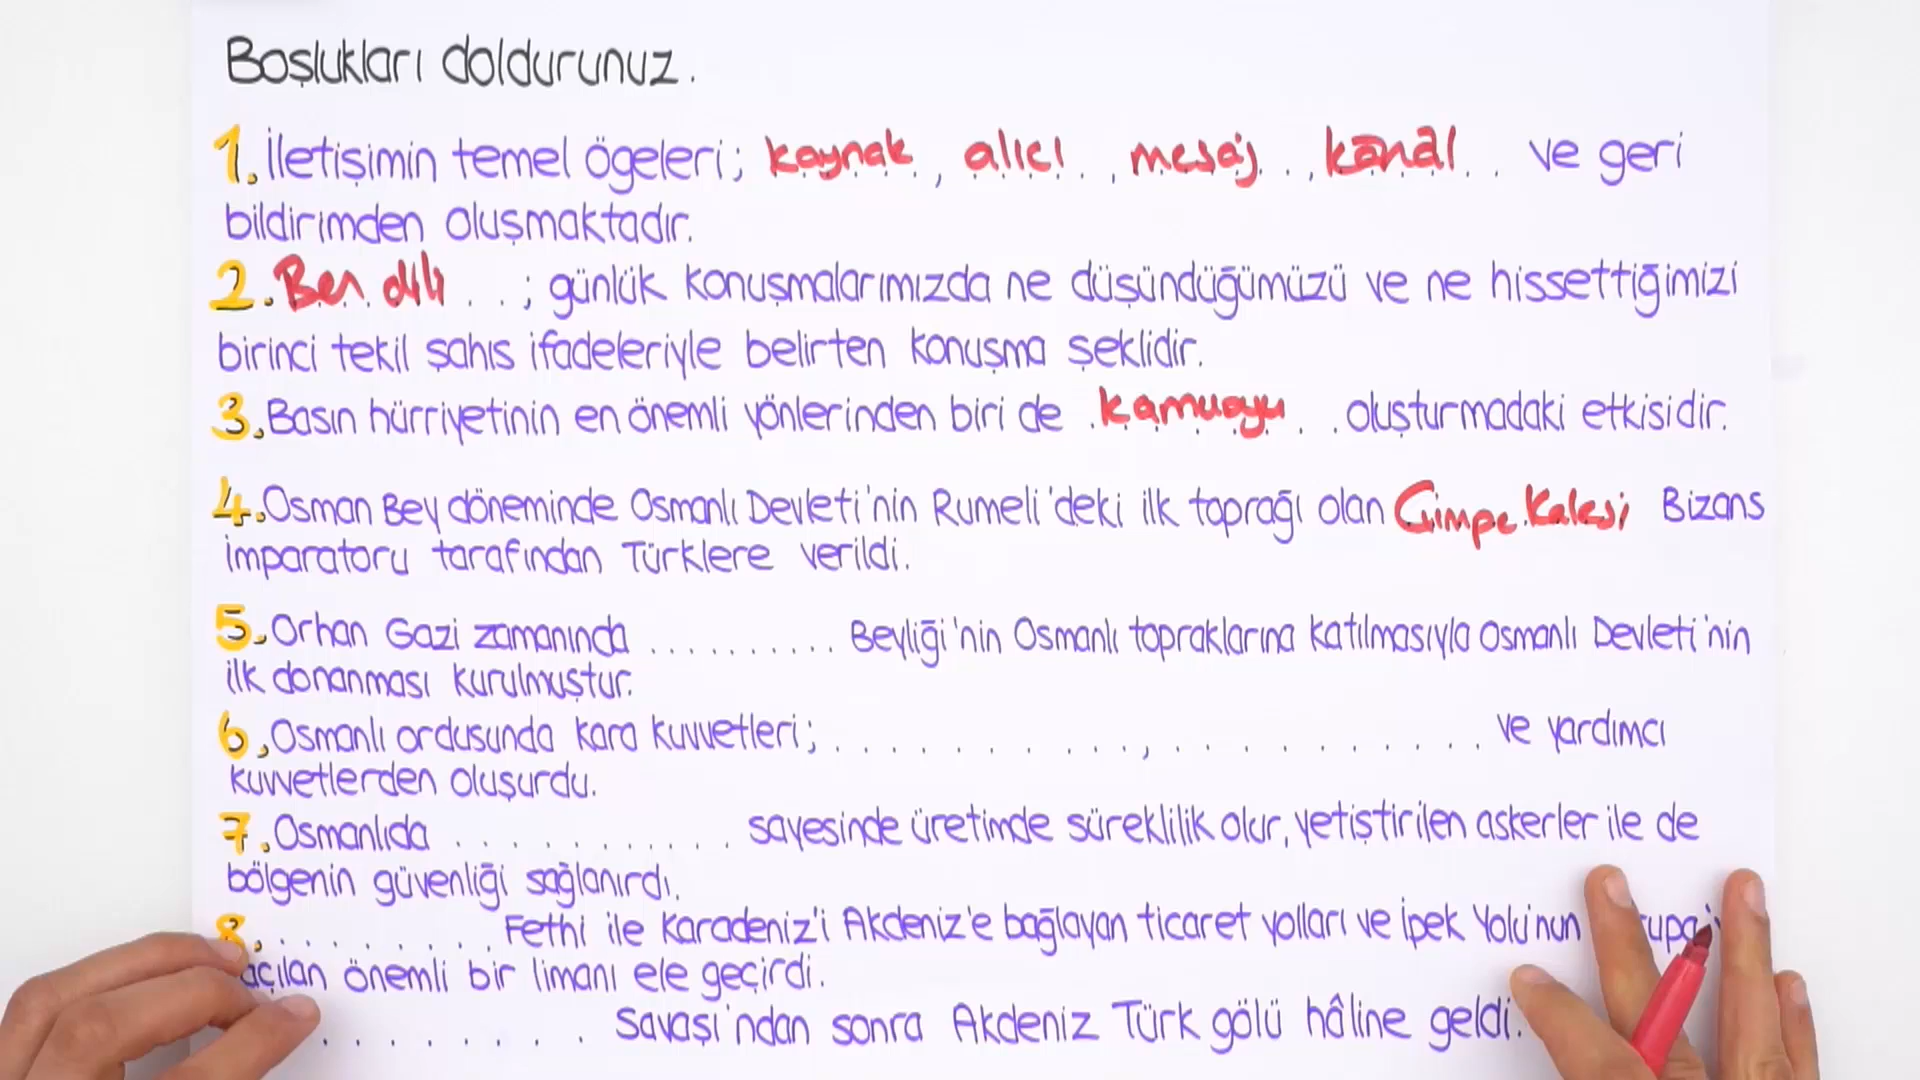 Boşlukları doldurunuz.
1. İletişimin temel ögeleri; kaynak, alıcı . . , mesaj . . , kanal . . ve geri
bildirimden oluşmaktadır.
2. Ben dili . . ; günlük konuşmalarımızda ne düşündüğümüzü ve ne hissettiğimizi
birinci tekil şahıs ifadeleriyle belirten konuşma şeklidir.
3. Basın hürriyetinin en önemli yönlerinden biri de . kamuoyu . . oluşturmadaki etkisidir.
4. Osman Bey döneminde Osmanlı Devleti'nin Rumeli'deki ilk toprağı olan Çimpe Kalesi Bizans
imparatoru tarafından Türklere verildi.
5. Orhan Gazi zamanında . . . . . . . . . . Beyliği'nin Osmanlı topraklarına katılmasıyla Osmanlı Devleti'nin
ilk donanması kurulmuştur.
6. Osmanlı ordusunda kara kuvvetleri; . . . . . . . . . . . , . . . . . . . . . . . ve yardımcı
kuvvetlerden oluşurdu.
7. Osmanlıda . . . . . . . . . . . sayesinde üretimde süreklilik olur, yetiştirilen askerler ile de
bölgenin güvenliği sağlanırdı.
8. . . . . . . . . Fethi ile Karadeniz'i Akdeniz'e bağlayan ticaret yolları ve İpek Yolu'nun
açılan önemli bir limanı ele geçirdi.
. . . . . . . . Savaşı'ndan sonra Akdeniz Türk gölü hâline geldi.